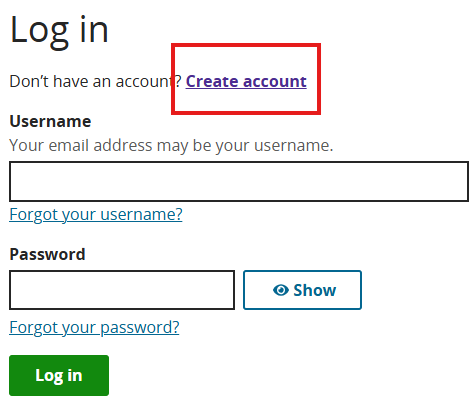 Log in
Don’t have an account? Create account
Username
Your email address may be your username.
Forgot your username?
Password
Show
Forgot your password?
Log in